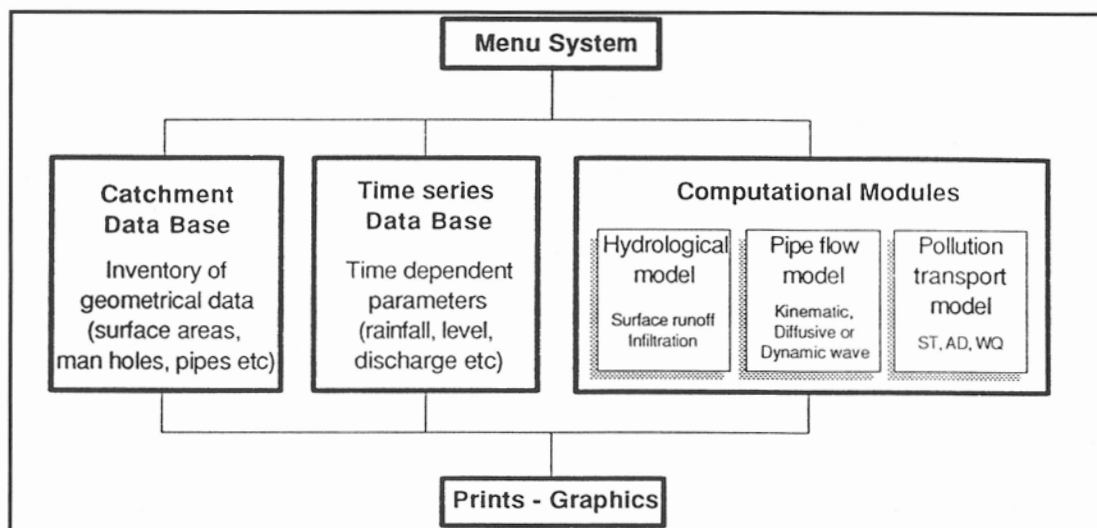 Menu System
Catchment
Data Base
Inventory of
geometrical data
(surface areas,
man holes, pipes etc)
Time series
Data Base
Time dependent
parameters
(rainfall, level,
discharge etc)
Computational Modules
Hydrological
model
Surface runoff
Infiltration
Pipe flow
model
Kinematic,
Diffusive or
Dynamic wave
Pollution
transport
model
ST, AD, WQ
Prints - Graphics